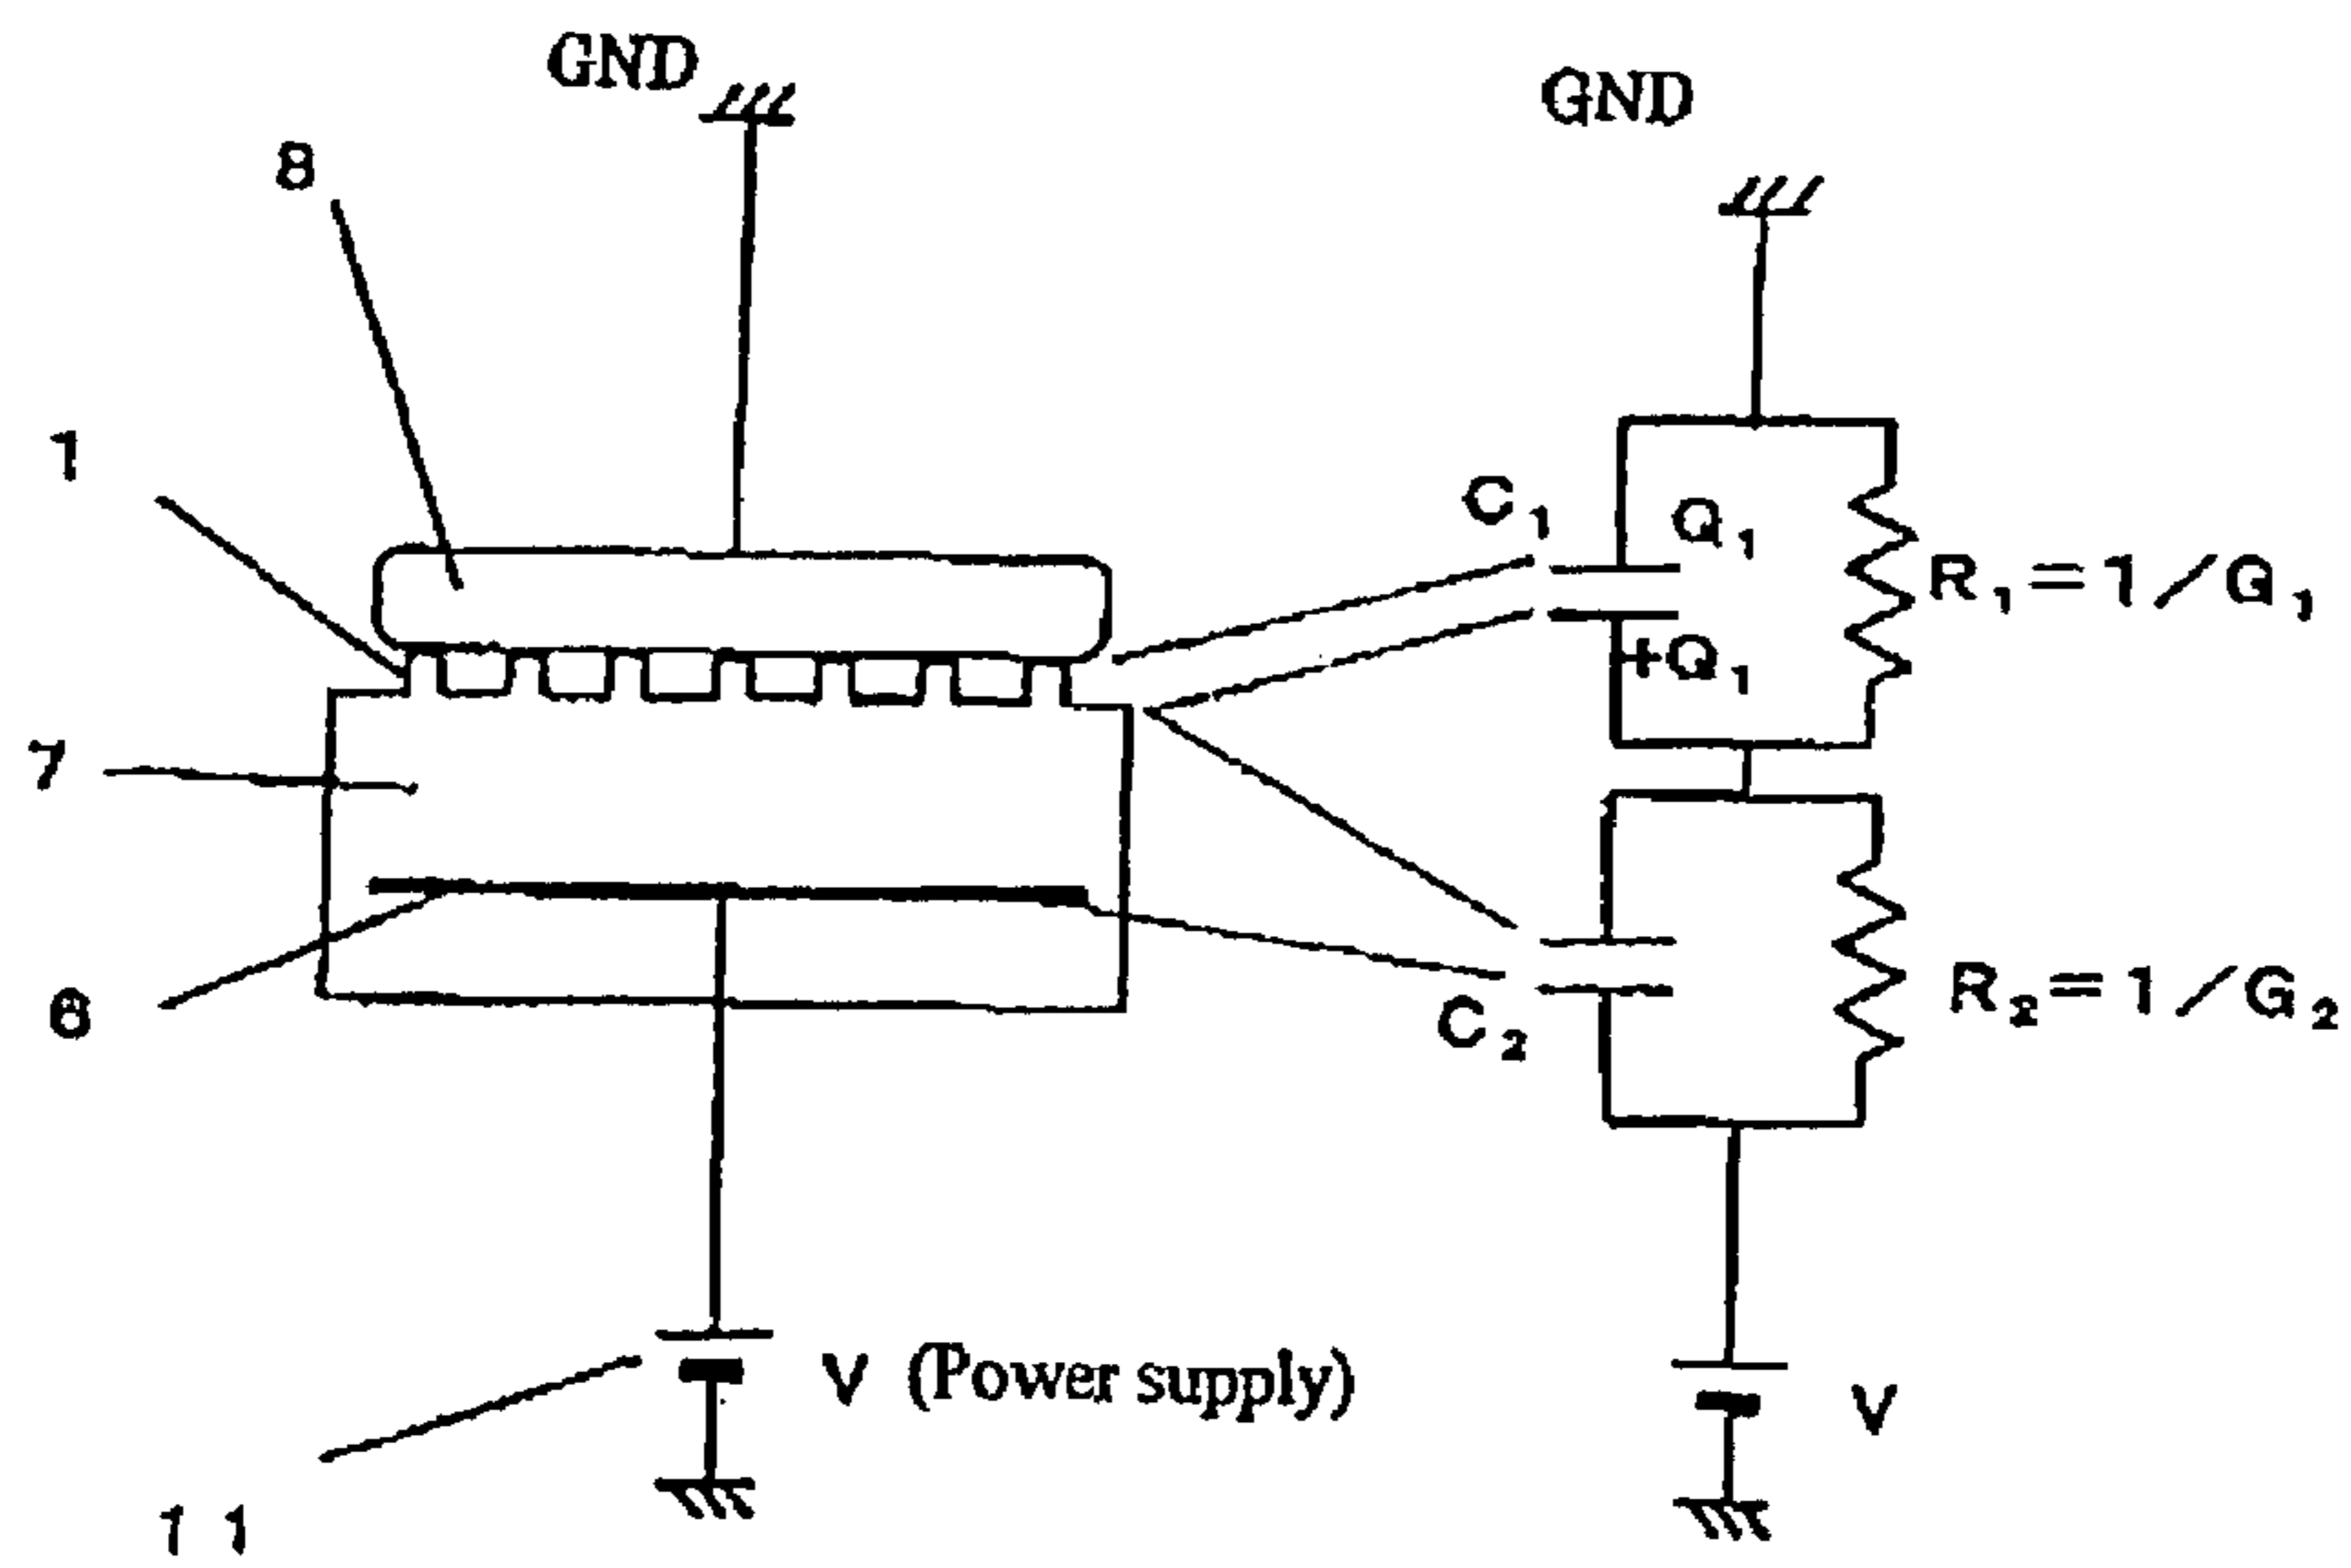 GND
GND
8
1
C₁
Q₁
R₁=1/G₁
+Q₁
7
6
R₂=1/G₂
C₂
V (Power supply)
V
11